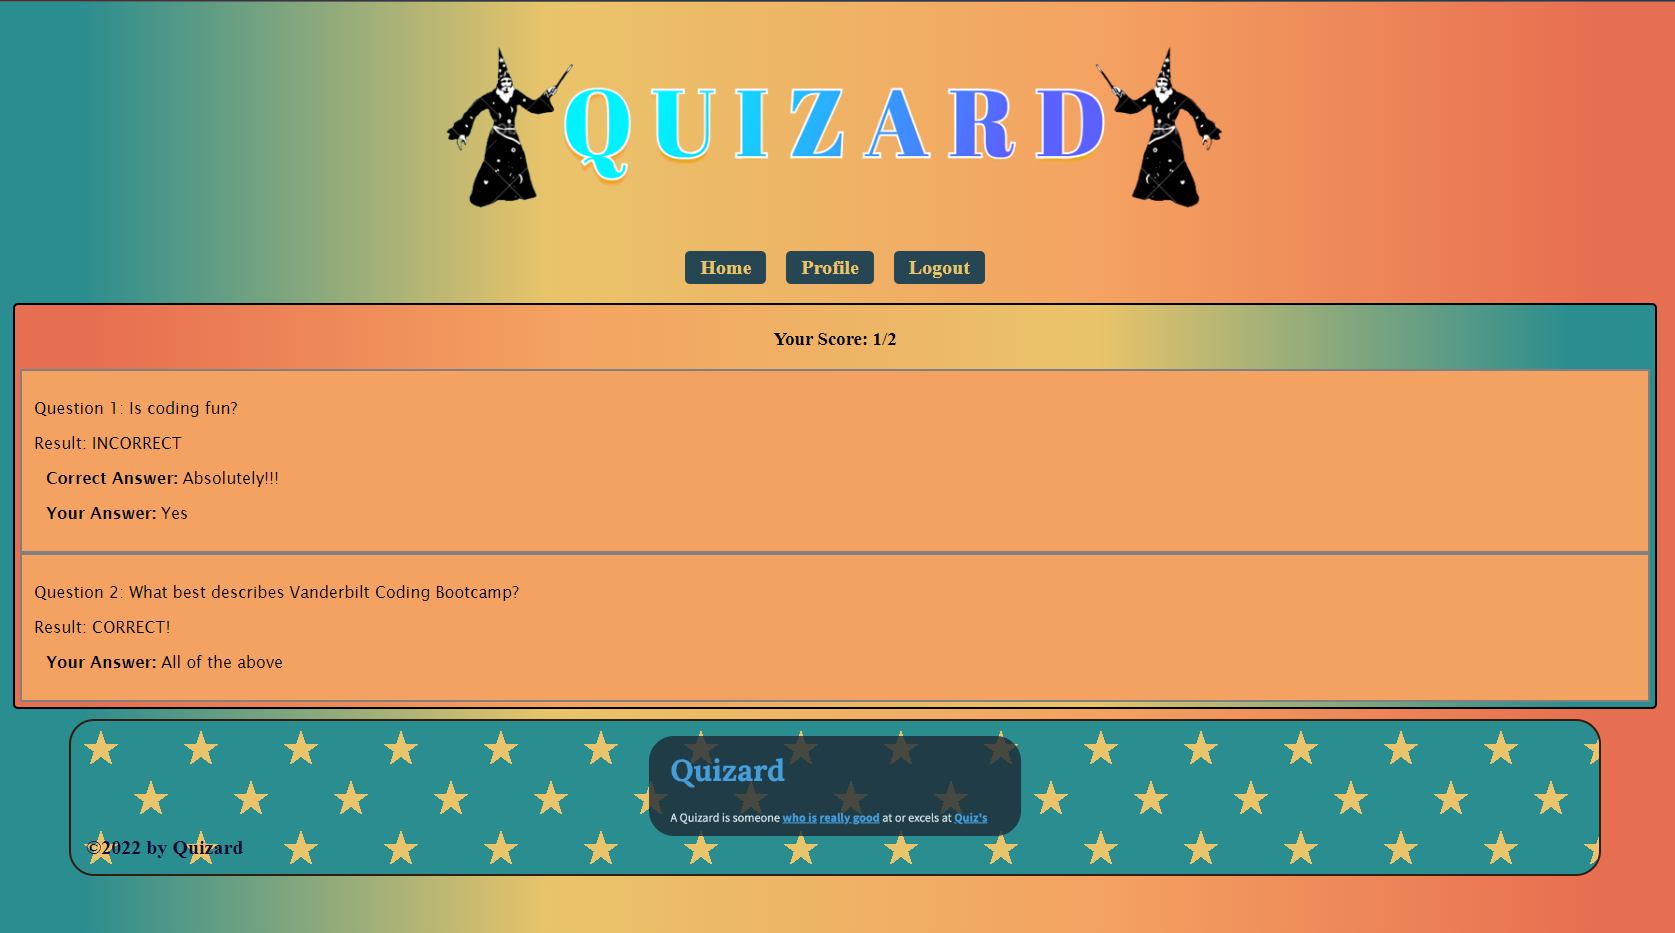 QUIZARD
Home Profile Logout
Your Score: 1/2
Question 1: Is coding fun?
Result: INCORRECT
Correct Answer: Absolutely!!!
Your Answer: Yes
Question 2: What best describes Vanderbilt Coding Bootcamp?
Result: CORRECT!
Your Answer: All of the above
Quizard
A Quizard is someone who is really good at or excels at Quiz's
©2022 by Quizard